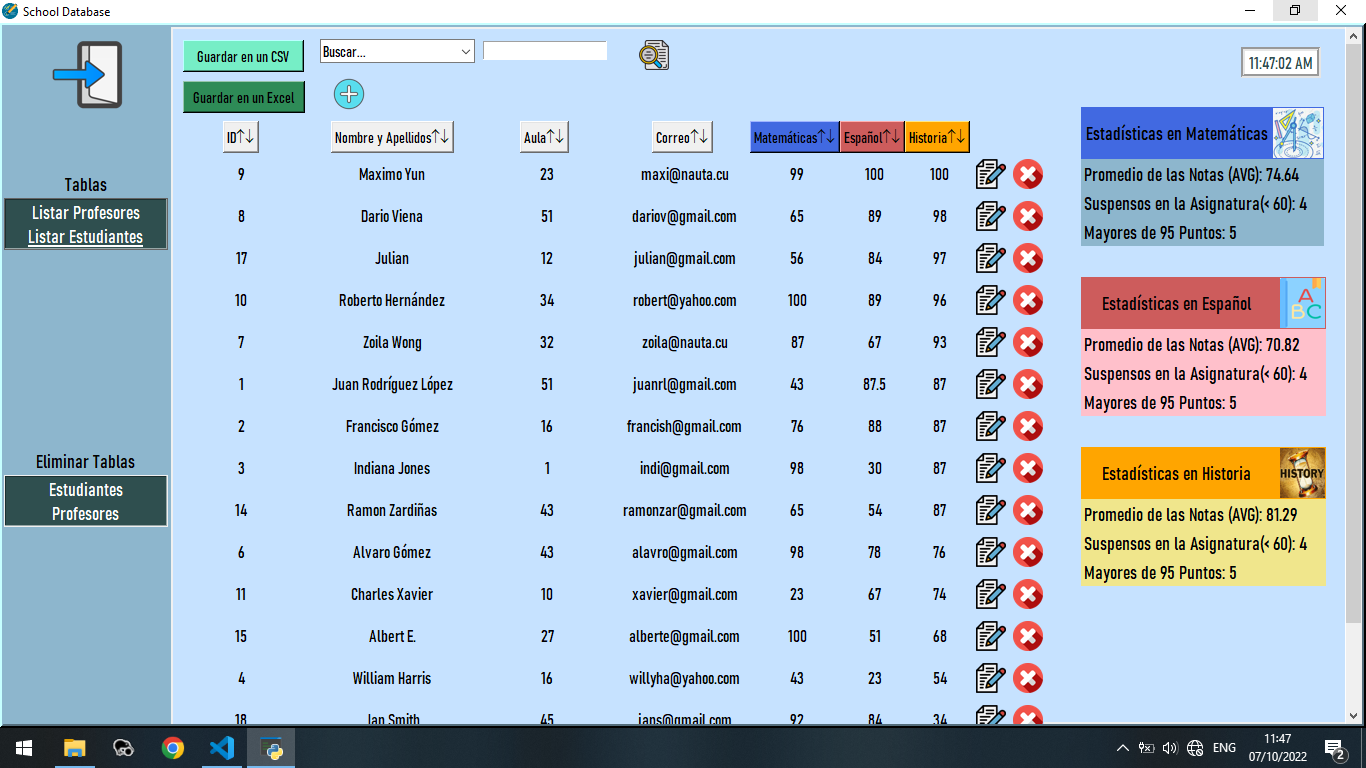 School Database
Guardar en un CSV
Buscar...
11:47:02 AM
Guardar en un Excel
ID↑↓ Nombre y Apellidos↑↓ Aula↑↓ Correo↑↓ Matemáticas↑↓ Español↑↓ Historia↑↓
9 Maximo Yun 23 maxi@nauta.cu 99 100 100
8 Dario Viena 51 dariov@gmail.com 65 89 98
17 Julian 12 julian@gmail.com 56 84 97
10 Roberto Hernández 34 robert@yahoo.com 100 89 96
7 Zoila Wong 32 zoila@nauta.cu 87 67 93
1 Juan Rodríguez López 51 juanrl@gmail.com 43 87.5 87
2 Francisco Gómez 16 francish@gmail.com 76 88 87
3 Indiana Jones 1 indi@gmail.com 98 30 87
14 Ramon Zardiñas 43 ramonzar@gmail.com 65 54 87
6 Alvaro Gómez 43 alavro@gmail.com 98 78 76
11 Charles Xavier 10 xavier@gmail.com 23 67 74
15 Albert E. 27 alberte@gmail.com 100 51 68
4 William Harris 16 willyha@yahoo.com 43 23 54
18 Ian Smith 45 ians@gmail.com 92 84 34
Tablas
Listar Profesores
Listar Estudiantes
Eliminar Tablas
Estudiantes
Profesores
Estadísticas en Matemáticas
Promedio de las Notas (AVG): 74.64
Suspensos en la Asignatura(< 60): 4
Mayores de 95 Puntos: 5
Estadísticas en Español
A
BC
Promedio de las Notas (AVG): 70.82
Suspensos en la Asignatura(< 60): 4
Mayores de 95 Puntos: 5
Estadísticas en Historia
HISTORY
Promedio de las Notas (AVG): 81.29
Suspensos en la Asignatura(< 60): 4
Mayores de 95 Puntos: 5
ENG
11:47
07/10/2022
2